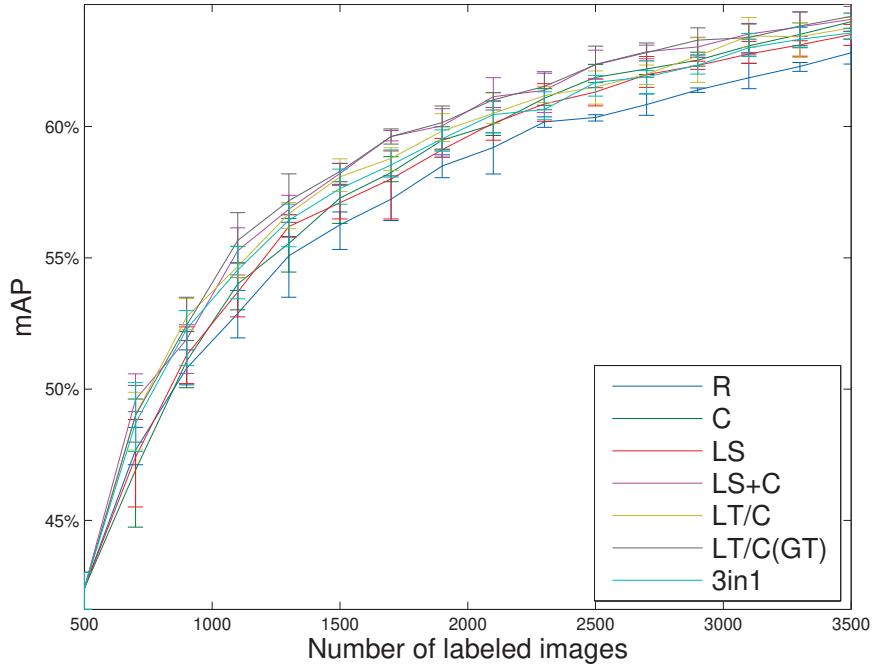 mAP
60%
55%
50%
45%
R
C
LS
LS+C
LT/C
LT/C(GT)
3in1
500 1000 1500 2000 2500 3000 3500
Number of labeled images